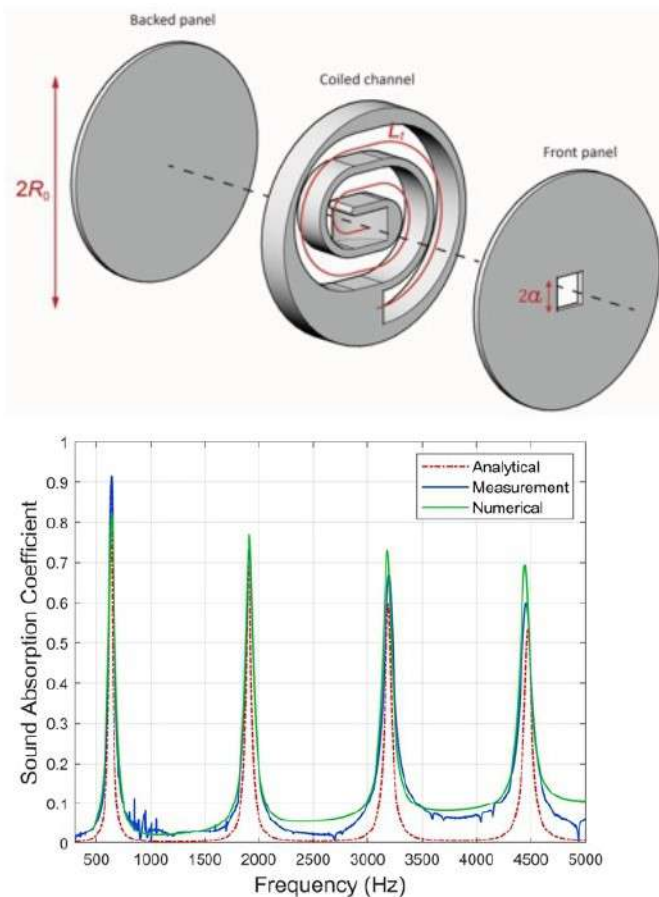 Backed panel
Coiled channel
Front panel
Lt
2R0
2a
Sound Absorption Coefficient
1
0.9
0.8
0.7
0.6
0.5
0.4
0.3
0.2
0.1
0
Analytical
Measurement
Numerical
500 1000 1500 2000 2500 3000 3500 4000 4500 5000
Frequency (Hz)